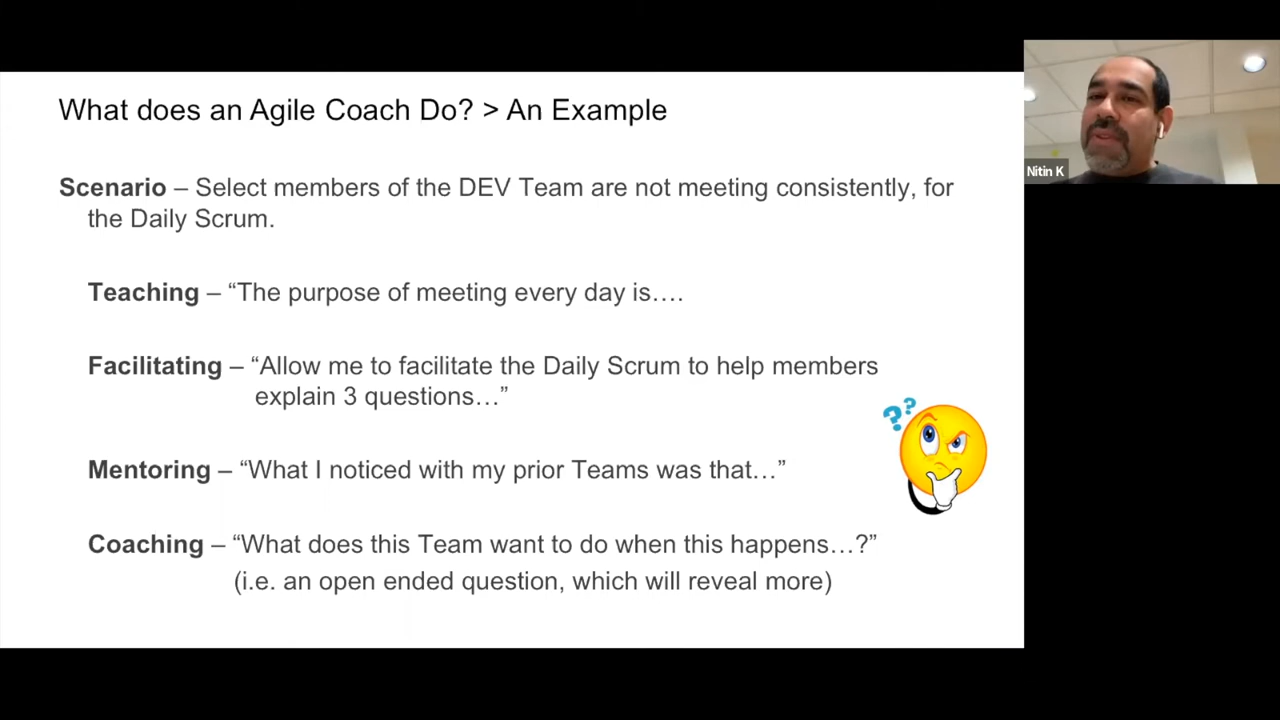 What does an Agile Coach Do? > An Example
Scenario – Select members of the DEV Team are not meeting consistently, for
the Daily Scrum.
Teaching – “The purpose of meeting every day is….
Facilitating – “Allow me to facilitate the Daily Scrum to help members
explain 3 questions…”
Mentoring – “What I noticed with my prior Teams was that…”
Coaching – “What does this Team want to do when this happens…?”
(i.e. an open ended question, which will reveal more)
??
Nitin K